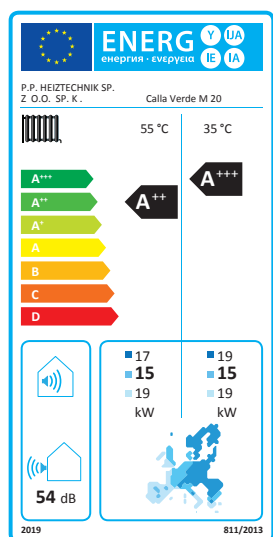 ENERG Y IJA
енергия · ενεργεια IE IA
P.P. HEIZTECHNIK SP.
Z O.O. SP. K .
Calla Verde M 20
55 °C 35 °C
A+++
A++
A+
A
B
C
D
A++
A+++
17 19
15 15
19 19
kW kW
54 dB
2019 811/2013